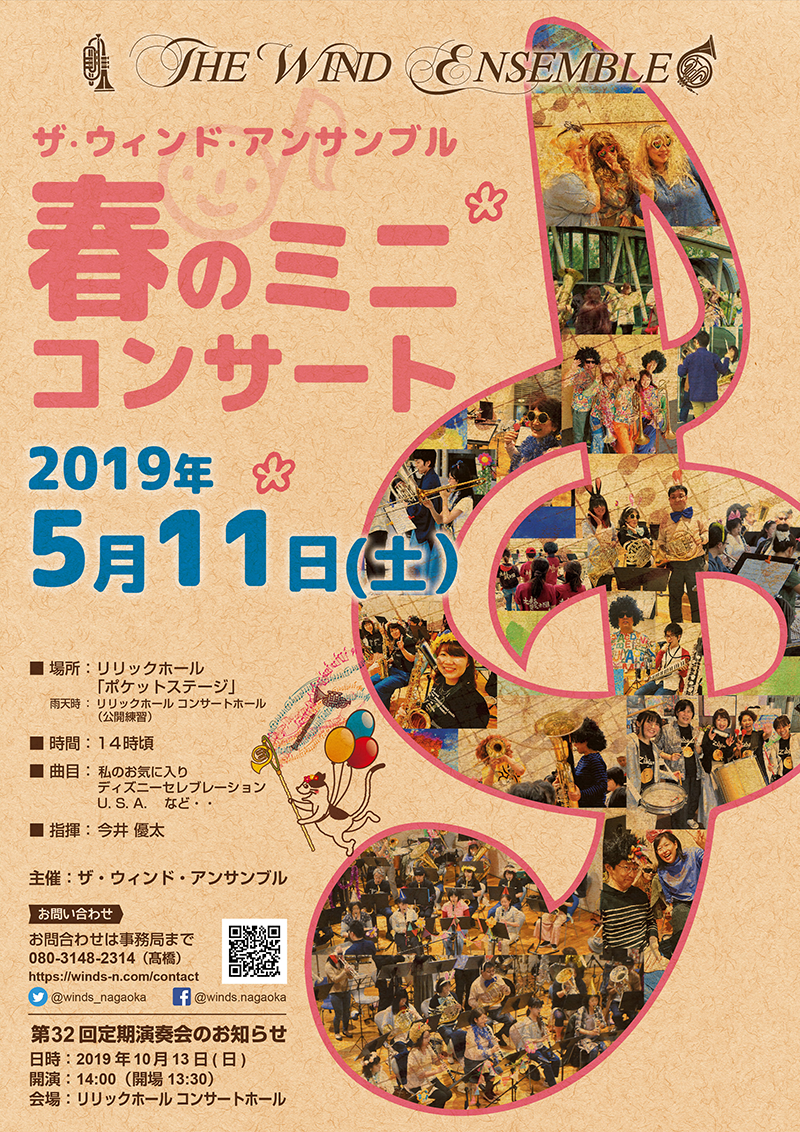 THE WIND ENSEMBLE
ザ・ウィンド・アンサンブル
春のミニ
コンサート
2019年
5月11日(土)
■ 場所：リリックホール
「ポケットステージ」
雨天時：リリックホール コンサートホール
（公開練習）
■ 時間：14時頃
■ 曲目：私のお気に入り
ディズニーセレブレーション
U.S.A. など・・
■ 指揮：今井 優太
主催：ザ・ウィンド・アンサンブル
お問い合わせ
お問合わせは事務局まで
080-3148-2314（髙橋）
https://winds-n.com/contact
@winds_nagaoka
@winds.nagaoka
第32回定期演奏会のお知らせ
日時：2019年10月13日(日)
開演：14:00（開場 13:30）
会場：リリックホール コンサートホール